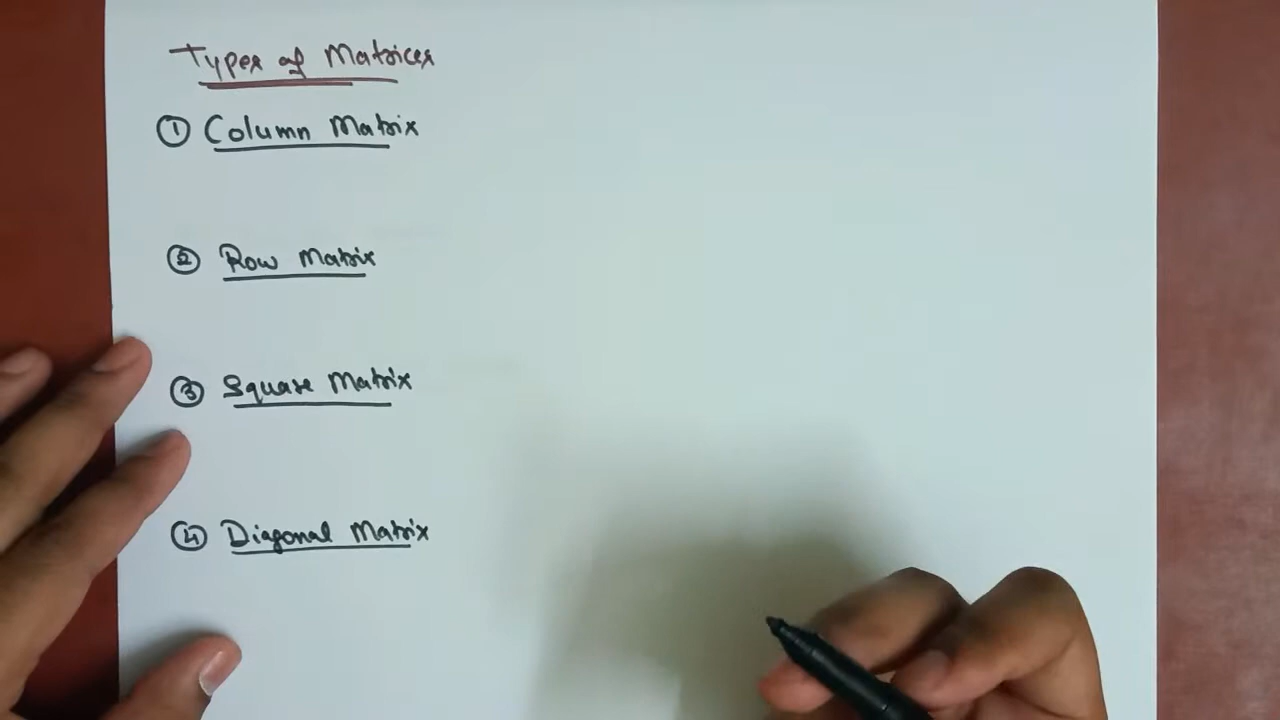 Types of Matrices
① Column Matrix
② Row Matrix
③ Square Matrix
④ Diagonal Matrix